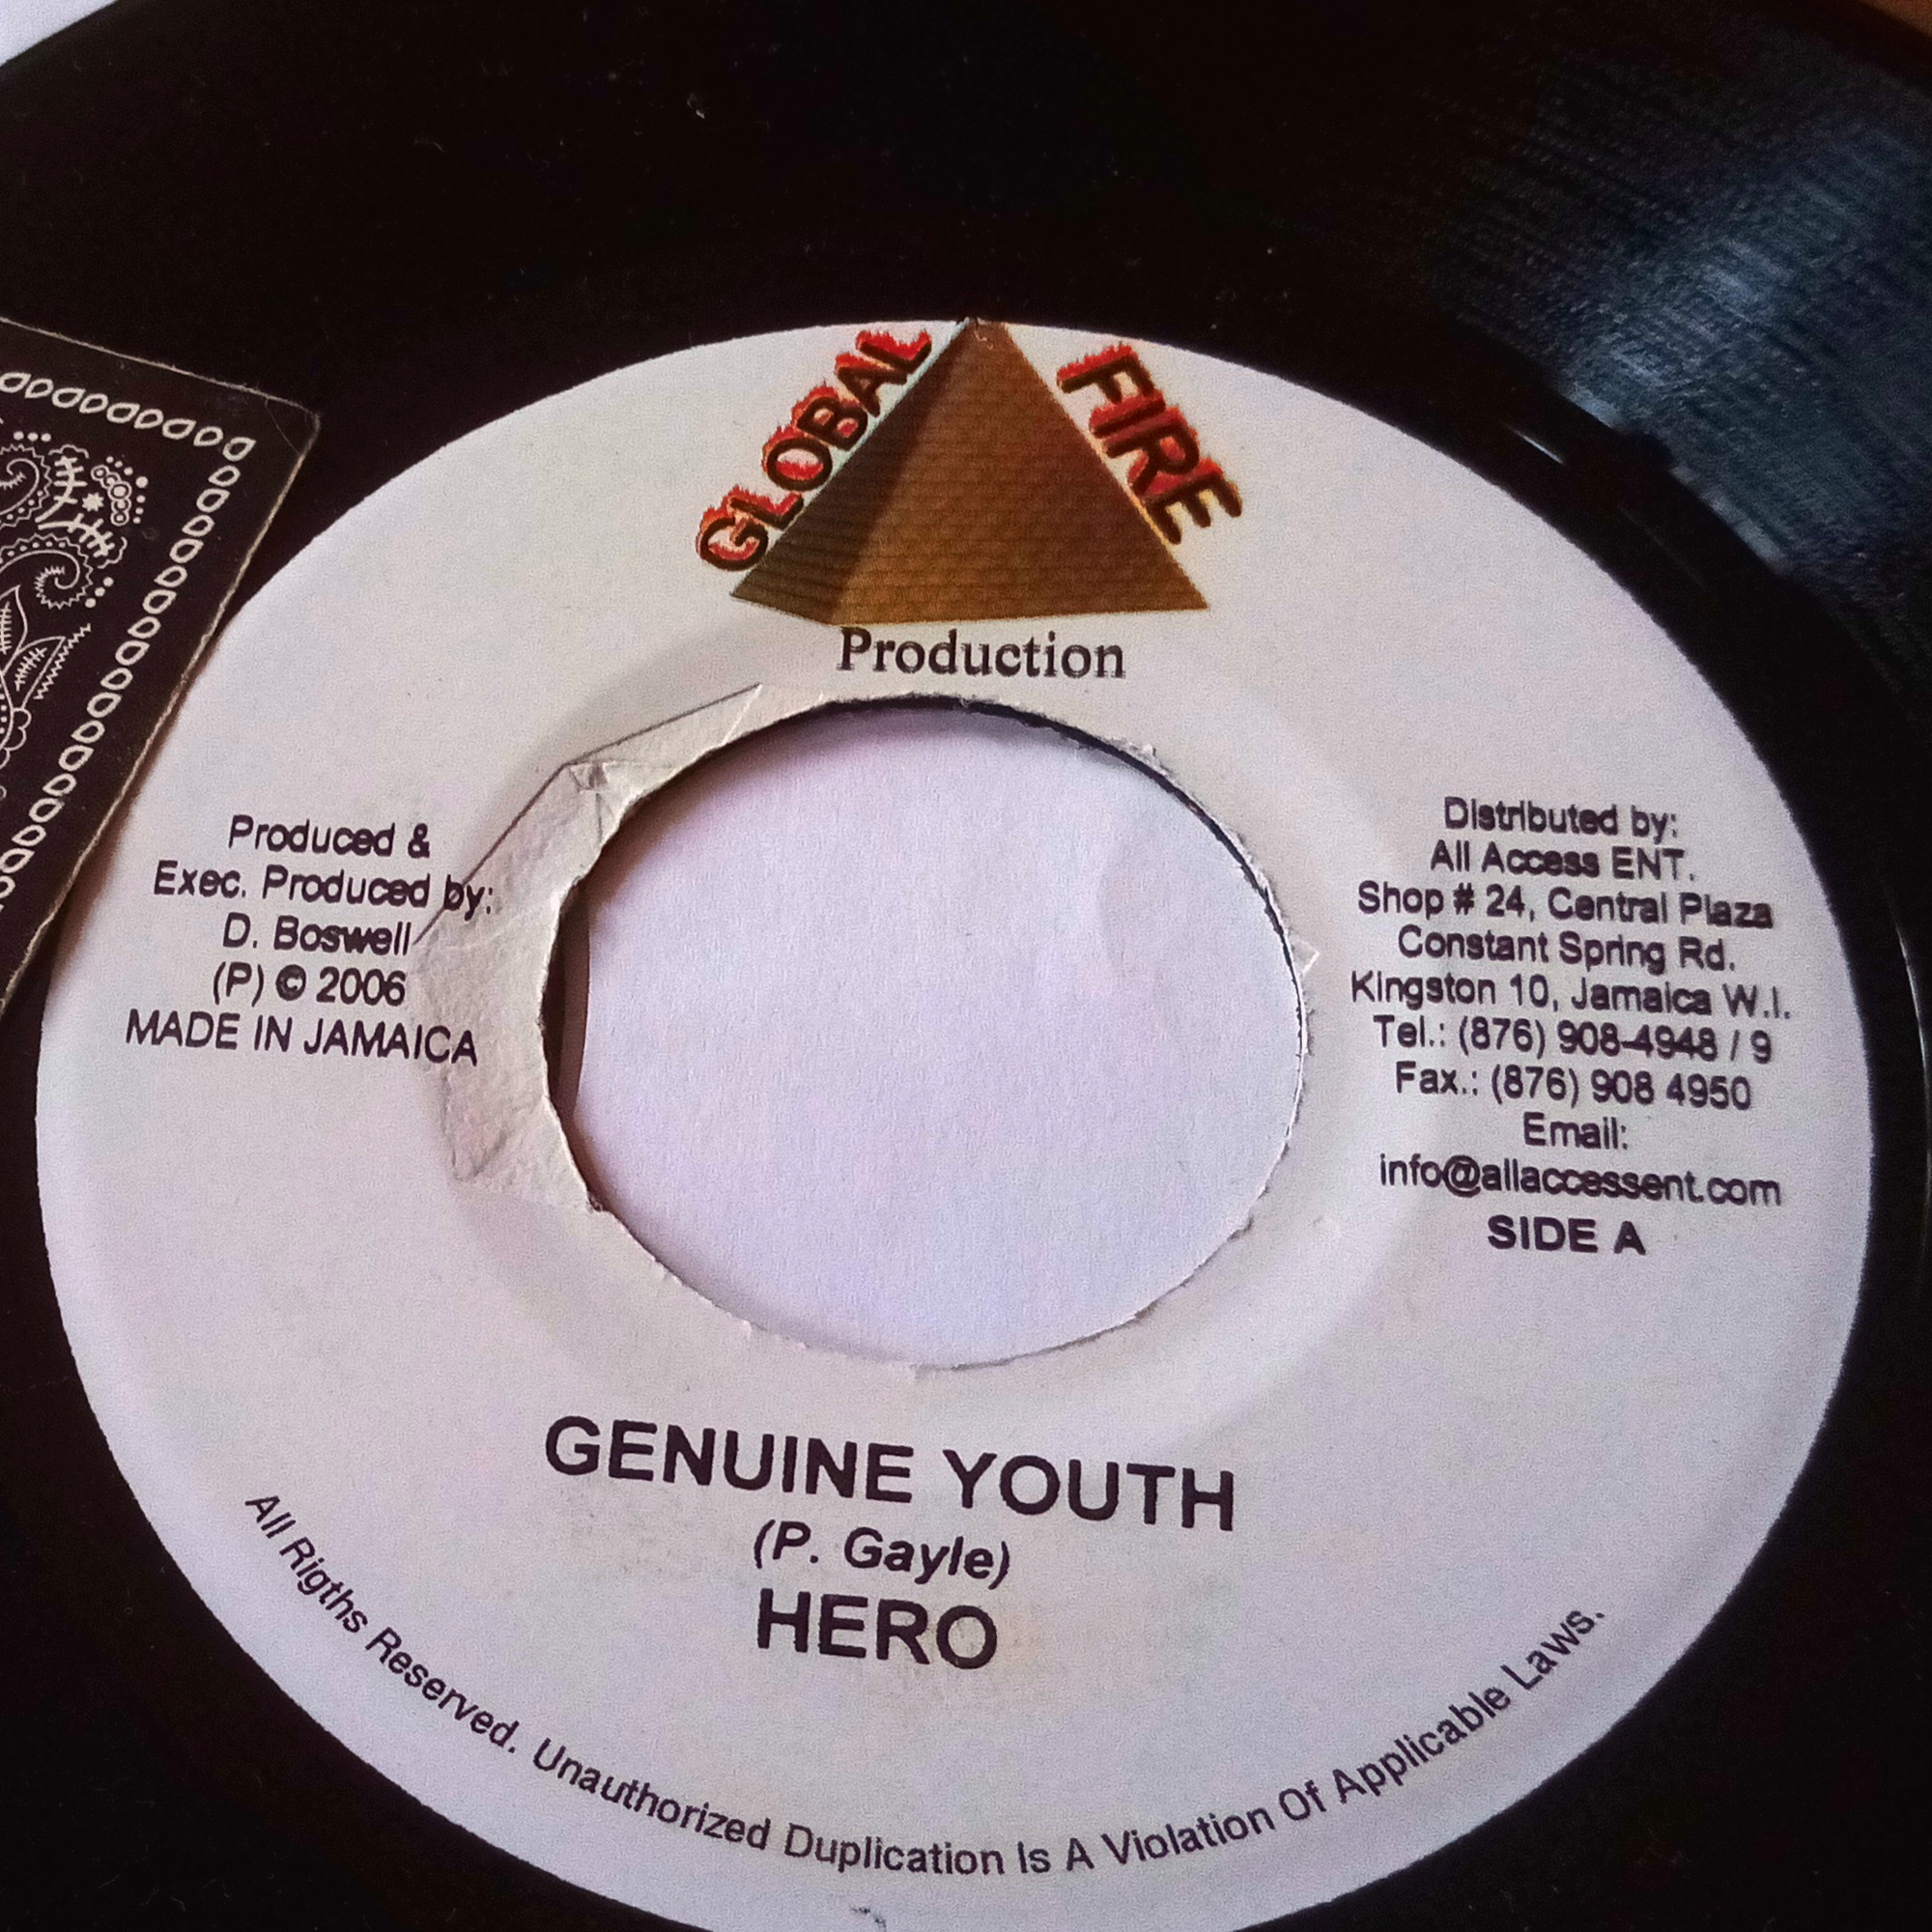 GLOBAL FIRE
Production
Produced &
Exec. Produced by:
D. Boswell
(P) © 2006
MADE IN JAMAICA
Distributed by:
All Access ENT.
Shop # 24, Central Plaza
Constant Spring Rd.
Kingston 10, Jamaica W.I.
Tel.: (876) 908-4948 / 9
Fax.: (876) 908 4950
Email:
info@allaccessent.com
SIDE A
GENUINE YOUTH
(P. Gayle)
HERO
All Rigths Reserved. Unauthorized Duplication Is A Violation Of Applicable Laws.